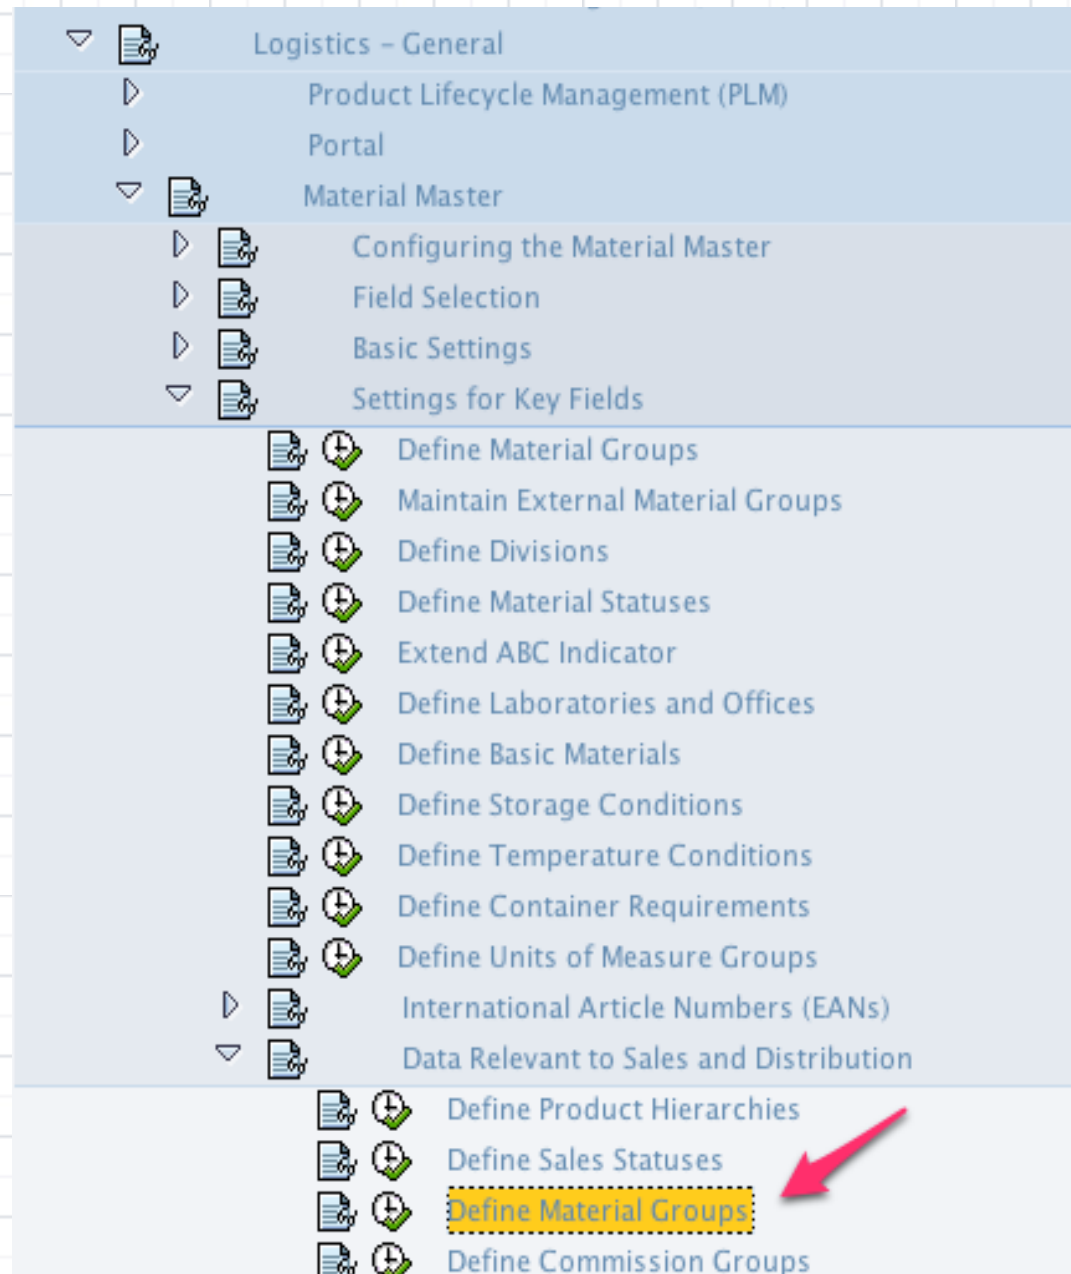 Logistics – General
Product Lifecycle Management (PLM)
Portal
Material Master
Configuring the Material Master
Field Selection
Basic Settings
Settings for Key Fields
Define Material Groups
Maintain External Material Groups
Define Divisions
Define Material Statuses
Extend ABC Indicator
Define Laboratories and Offices
Define Basic Materials
Define Storage Conditions
Define Temperature Conditions
Define Container Requirements
Define Units of Measure Groups
International Article Numbers (EANs)
Data Relevant to Sales and Distribution
Define Product Hierarchies
Define Sales Statuses
Define Material Groups
Define Commission Groups